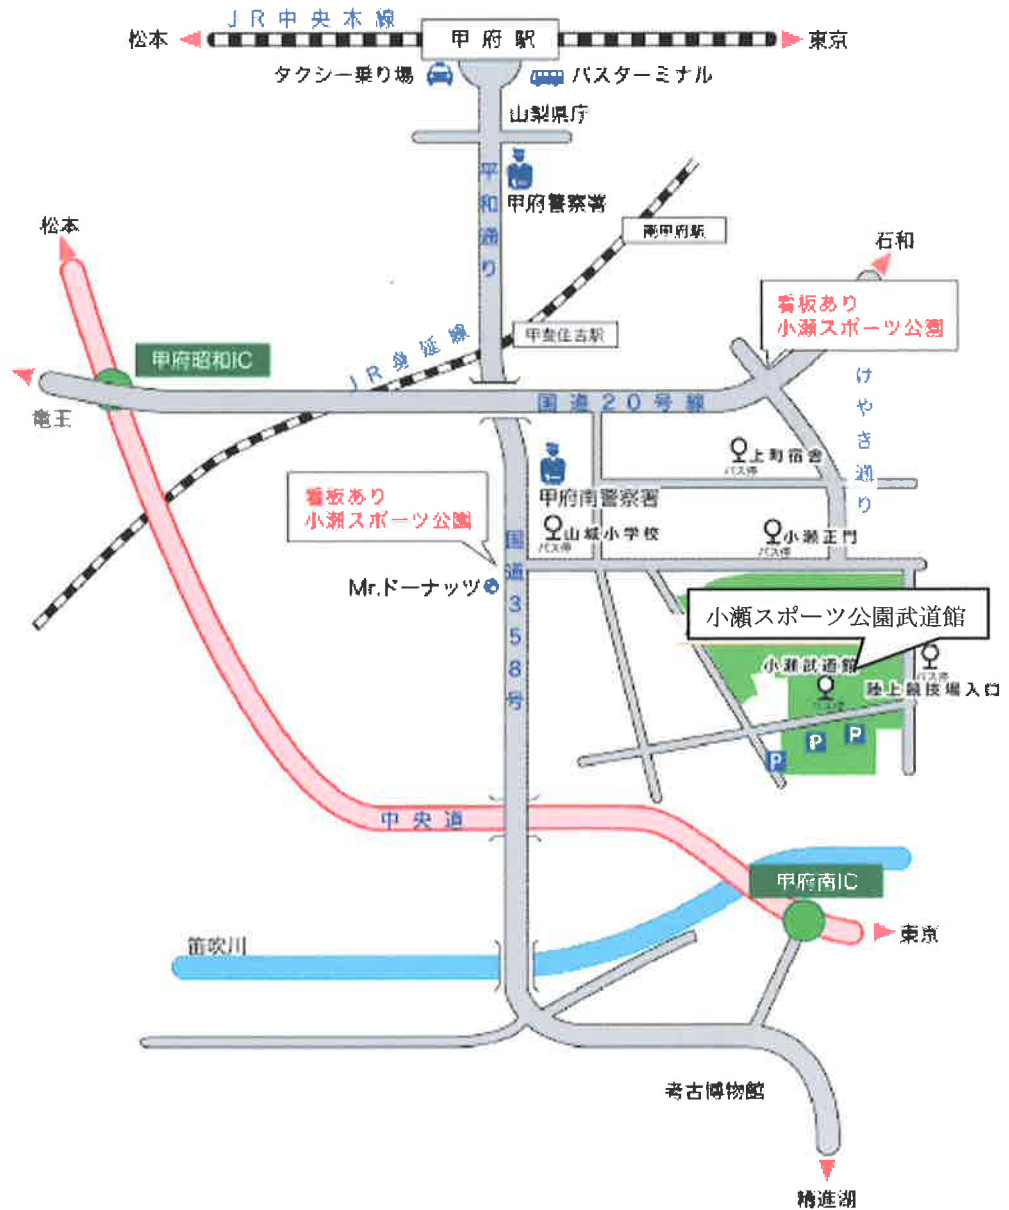 JR中央本線
松本
甲府駅
東京
タクシー乗り場
バスターミナル
山梨県庁
平和通り
甲府警察署
松本
南甲府駅
石和
看板あり
小瀬スポーツ公園
甲斐住吉駅
甲府昭和IC
JR身延線
竜王
国道20号線
けやき通り
上町宿舎
バス停
甲府南警察署
看板あり
小瀬スポーツ公園
山城小学校
バス停
小瀬正門
バス停
国道358号
Mr.ドーナッツ
小瀬スポーツ公園武道館
小瀬武道館
バス停
バス停
陸上競技場入口
P
P
P
中央道
甲府南IC
東京
笛吹川
考古博物館
精進湖